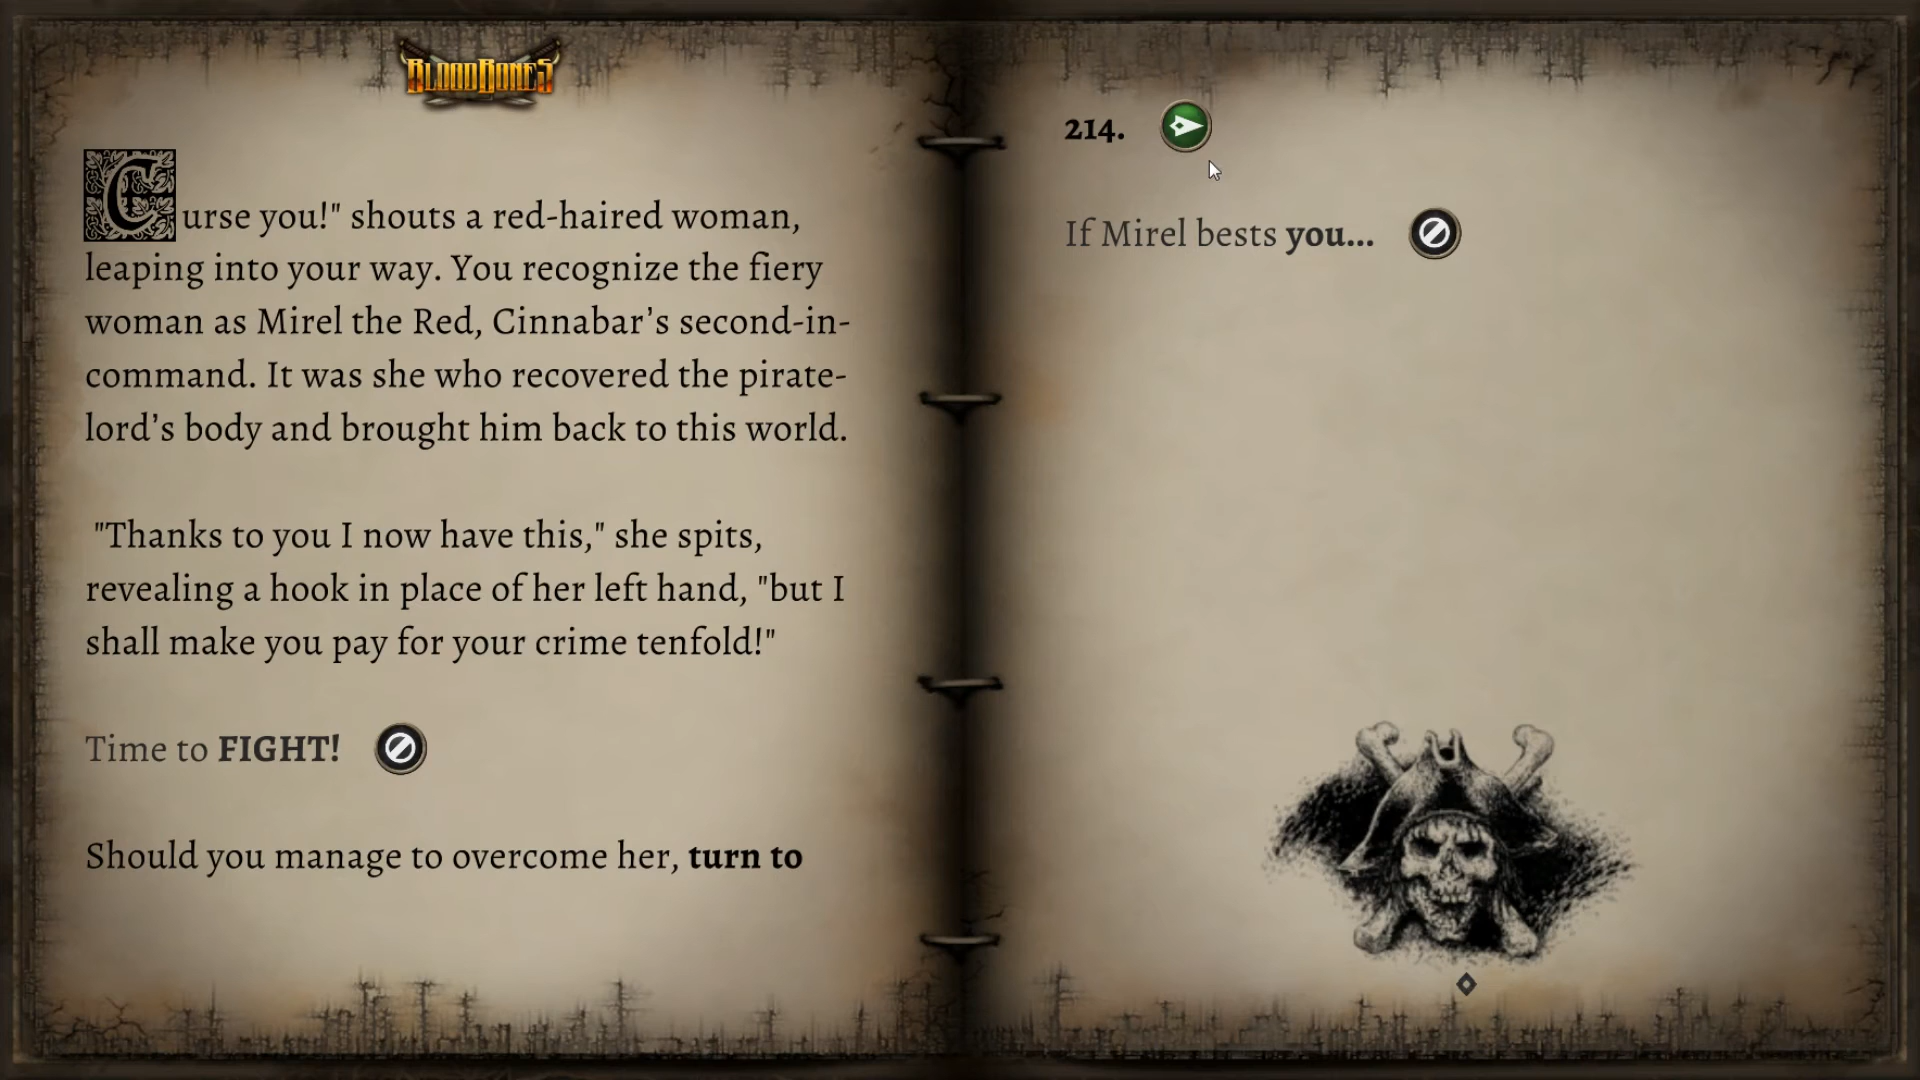 BLOODBONES
Curse you!" shouts a red-haired woman,
leaping into your way. You recognize the fiery
woman as Mirel the Red, Cinnabar’s second-in-
command. It was she who recovered the pirate-
lord’s body and brought him back to this world.
"Thanks to you I now have this," she spits,
revealing a hook in place of her left hand, "but I
shall make you pay for your crime tenfold!"
Time to FIGHT!
Should you manage to overcome her, turn to
214.
If Mirel bests you...